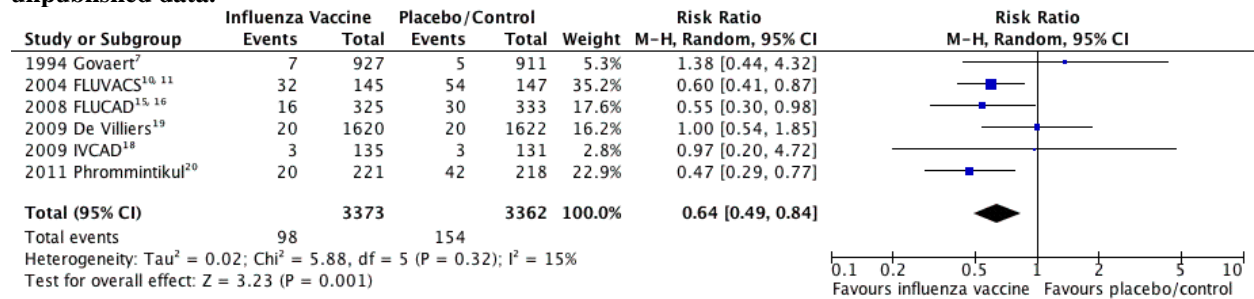 unpublished data.
Influenza Vaccine Placebo/Control Risk Ratio Risk Ratio
Study or Subgroup Events Total Events Total Weight M-H, Random, 95% CI M-H, Random, 95% CI
1994 Govaert⁷ 7 927 5 911 5.3% 1.38 [0.44, 4.32]
2004 FLUVACS¹⁰, ¹¹ 32 145 54 147 35.2% 0.60 [0.41, 0.87]
2008 FLUCAD¹⁵, ¹⁶ 16 325 30 333 17.6% 0.55 [0.30, 0.98]
2009 De Villiers¹⁹ 20 1620 20 1622 16.2% 1.00 [0.54, 1.85]
2009 IVCAD¹⁸ 3 135 3 131 2.8% 0.97 [0.20, 4.72]
2011 Phrommintikul²⁰ 20 221 42 218 22.9% 0.47 [0.29, 0.77]
Total (95% CI) 3373 3362 100.0% 0.64 [0.49, 0.84]
Total events 98 154
Heterogeneity: Tau² = 0.02; Chi² = 5.88, df = 5 (P = 0.32); I² = 15%
Test for overall effect: Z = 3.23 (P = 0.001)
0.1 0.2 0.5 1 2 5 10
Favours influenza vaccine Favours placebo/control